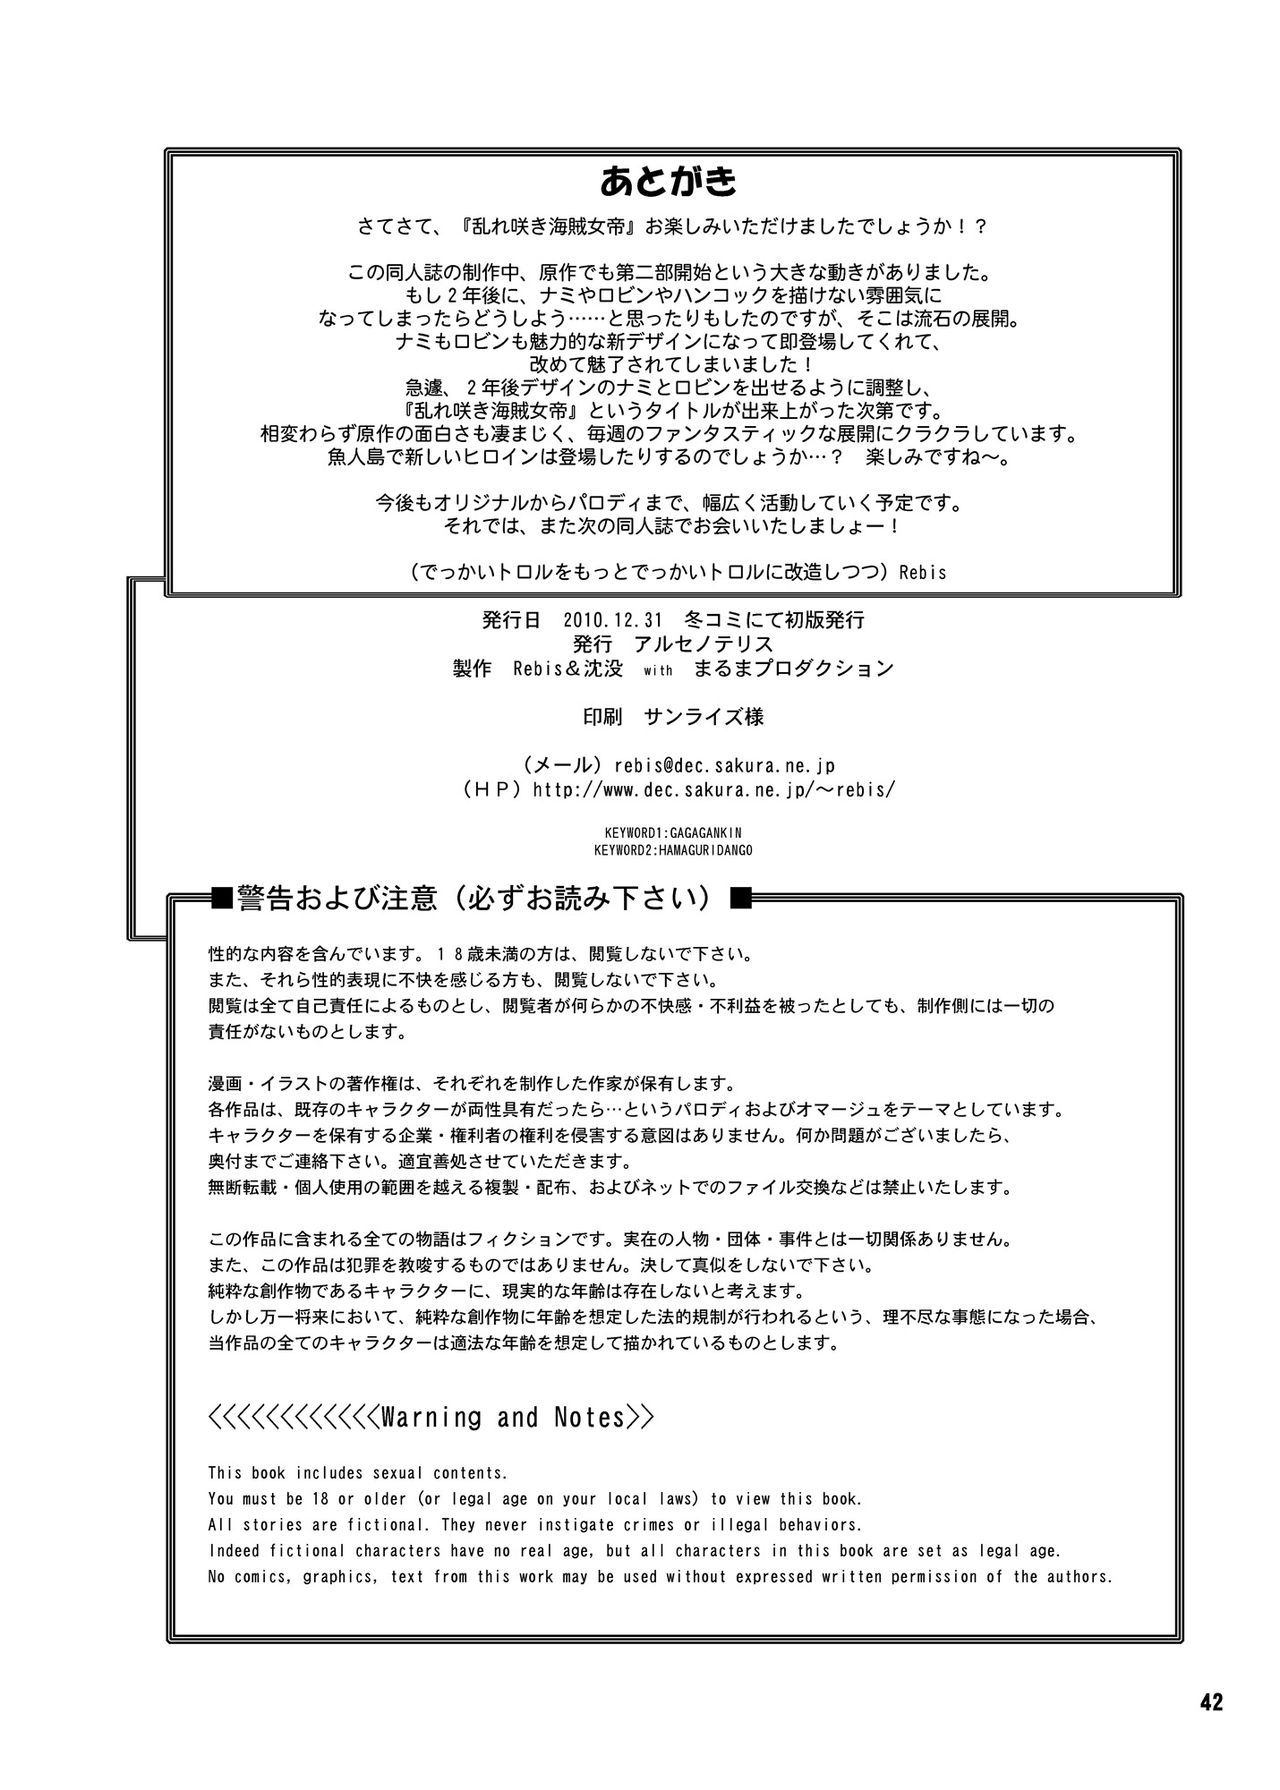 あとがき
さてさて、『乱れ咲き海賊女帝』お楽しみいただけましたでしょうか！？
この同人誌の制作中、原作でも第二部開始という大きな動きがありました。
もし２年後に、ナミやロビンやハンコックを描けない雰囲気に
なってしまったらどうしよう……と思ったりもしたのですが、そこは流石の展開。
ナミもロビンも魅力的な新デザインになって即登場してくれて、
改めて魅了されてしまいました！
急遽、２年後デザインのナミとロビンを出せるように調整し、
『乱れ咲き海賊女帝』というタイトルが出来上がった次第です。
相変わらず原作の面白さも凄まじく、毎週のファンタスティックな展開にクラクラしています。
魚人島で新しいヒロインは登場したりするのでしょうか…？　楽しみですね～。
今後もオリジナルからパロディまで、幅広く活動していく予定です。
それでは、また次の同人誌でお会いいたしましょー！
（でっかいトロルをもっとでっかいトロルに改造しつつ）Rebis
発行日　2010.12.31　冬コミにて初版発行
発行　アルセノテリス
製作　Rebis＆沈没　with　まるまプロダクション
印刷　サンライズ様
（メール）rebis@dec.sakura.ne.jp
（ＨＰ）http://www.dec.sakura.ne.jp/～rebis/
KEYWORD1:GAGAGANKIN
KEYWORD2:HAMAGURIDANGO
■警告および注意（必ずお読み下さい）■
性的な内容を含んでいます。１８歳未満の方は、閲覧しないで下さい。
また、それら性的表現に不快を感じる方も、閲覧しないで下さい。
閲覧は全て自己責任によるものとし、閲覧者が何らかの不快感・不利益を被ったとしても、制作側には一切の
責任がないものとします。
漫画・イラストの著作権は、それぞれを制作した作家が保有します。
各作品は、既存のキャラクターが両性具有だったら…というパロディおよびオマージュをテーマとしています。
キャラクターを保有する企業・権利者の権利を侵害する意図はありません。何か問題がございましたら、
奥付までご連絡下さい。適宜善処させていただきます。
無断転載・個人使用の範囲を越える複製・配布、およびネットでのファイル交換などは禁止いたします。
この作品に含まれる全ての物語はフィクションです。実在の人物・団体・事件とは一切関係ありません。
また、この作品は犯罪を教唆するものではありません。決して真似をしないで下さい。
純粋な創作物であるキャラクターに、現実的な年齢は存在しないと考えます。
しかし万一将来において、純粋な創作物に年齢を想定した法的規制が行われるという、理不尽な事態になった場合、
当作品の全てのキャラクターは適法な年齢を想定して描かれているものとします。
<<<<<<<<<<<<Warning and Notes>>
This book includes sexual contents.
You must be 18 or older (or legal age on your local laws) to view this book.
All stories are fictional. They never instigate crimes or illegal behaviors.
Indeed fictional characters have no real age, but all characters in this book are set as legal age.
No comics, graphics, text from this work may be used without expressed written permission of the authors.
42